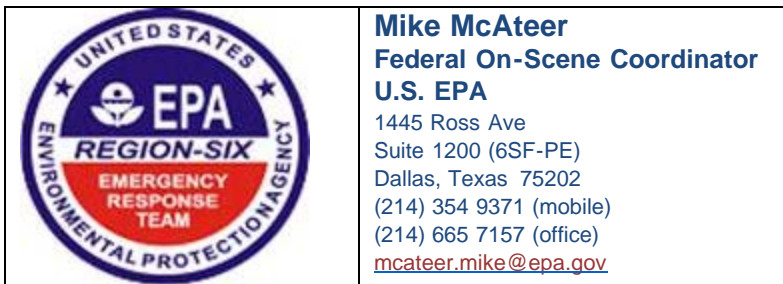 UNITED STATES
ENVIRONMENTAL PROTECTION AGENCY
EPA
REGION-SIX
EMERGENCY
RESPONSE
TEAM
Mike McAteer
Federal On-Scene Coordinator
U.S. EPA
1445 Ross Ave
Suite 1200 (6SF-PE)
Dallas, Texas 75202
(214) 354 9371 (mobile)
(214) 665 7157 (office)
mcateer.mike@epa.gov